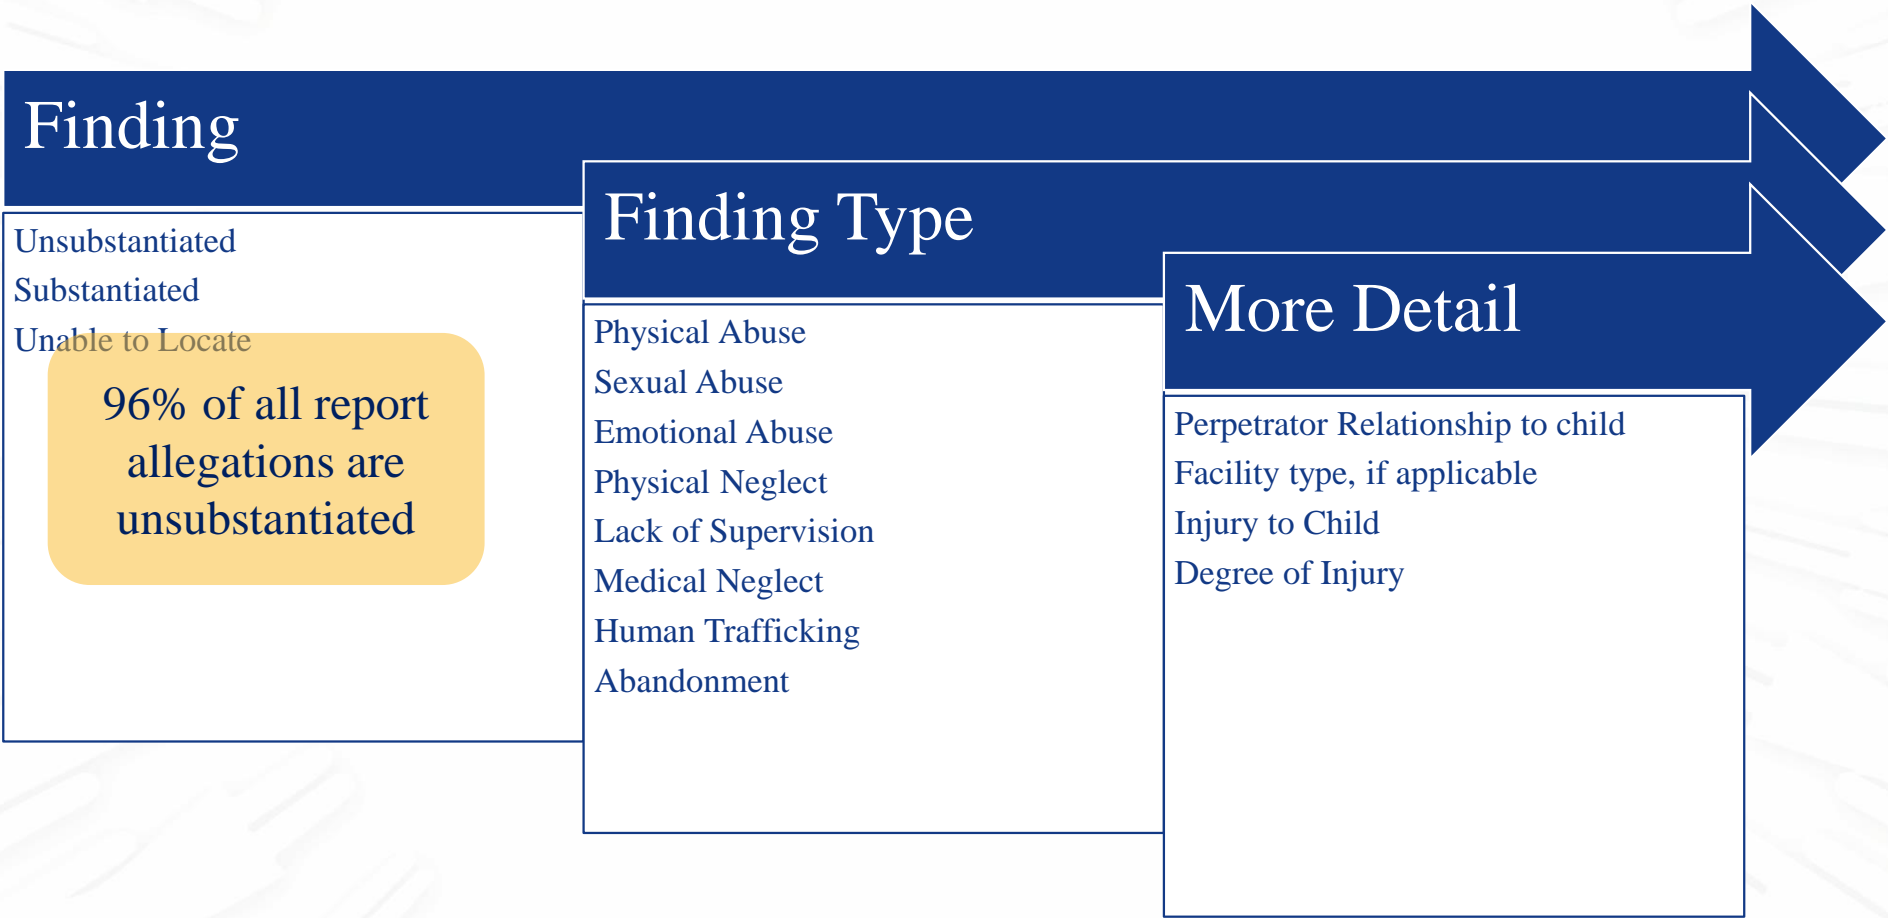 Finding
Unsubstantiated
Substantiated
Unable to Locate
96% of all report
allegations are
unsubstantiated
Finding Type
Physical Abuse
Sexual Abuse
Emotional Abuse
Physical Neglect
Lack of Supervision
Medical Neglect
Human Trafficking
Abandonment
More Detail
Perpetrator Relationship to child
Facility type, if applicable
Injury to Child
Degree of Injury